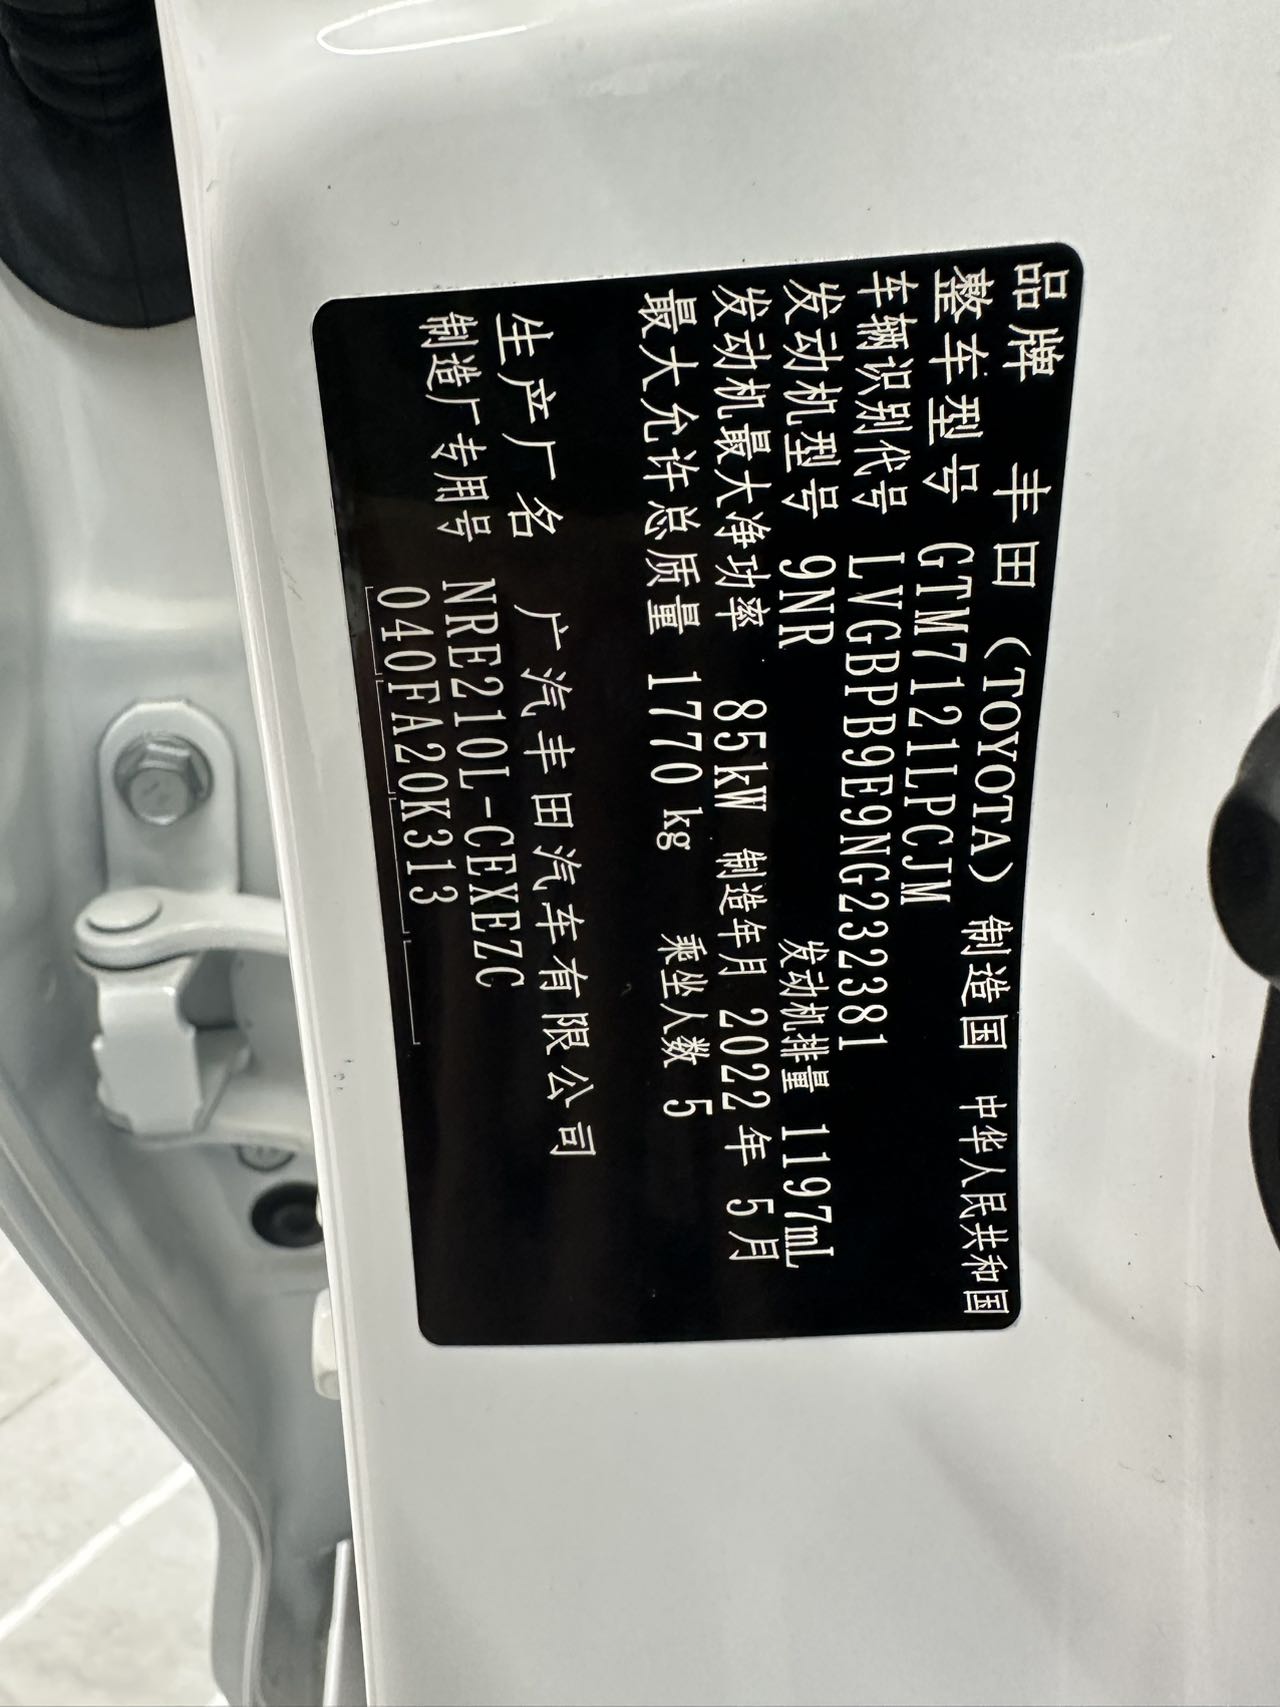 品牌 丰田 (TOYOTA) 制造国 中华人民共和国
整车型号 GTM7121LPCJM
车辆识别代号 LVGBPB9E9NG232381
发动机型号 9NR 发动机排量 1197mL
发动机最大净功率 85kW 制造年月 2022年5月
最大允许总质量 1770kg 乘坐人数 5
生产厂名 广汽丰田汽车有限公司
制造厂专用号 NRE210L-CEXEZC
040FA20K313